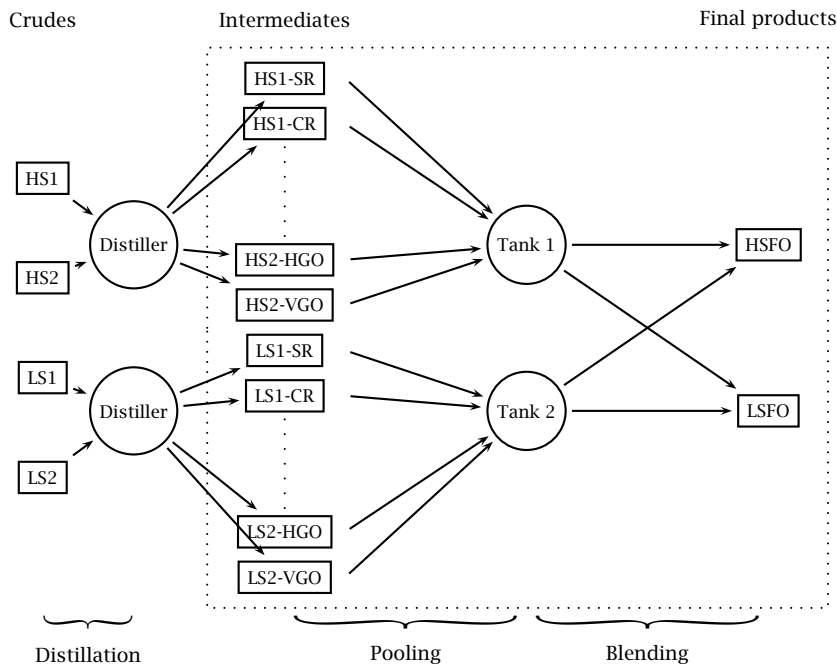 Crudes
Intermediates
Final products
HS1-SR
HS1-CR
HS1
Distiller
HS2
HS2-HGO
HS2-VGO
Tank 1
HSFO
LS1-SR
LS1
LS1-CR
Distiller
Tank 2
LSFO
LS2
LS2-HGO
LS2-VGO
Distillation
Pooling
Blending